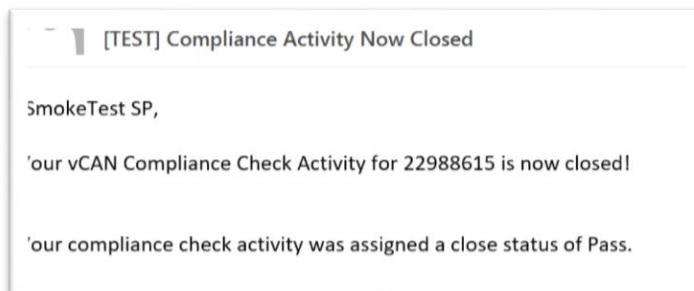 [TEST] Compliance Activity Now Closed
SmokeTest SP,
'our vCAN Compliance Check Activity for 22988615 is now closed!
'our compliance check activity was assigned a close status of Pass.